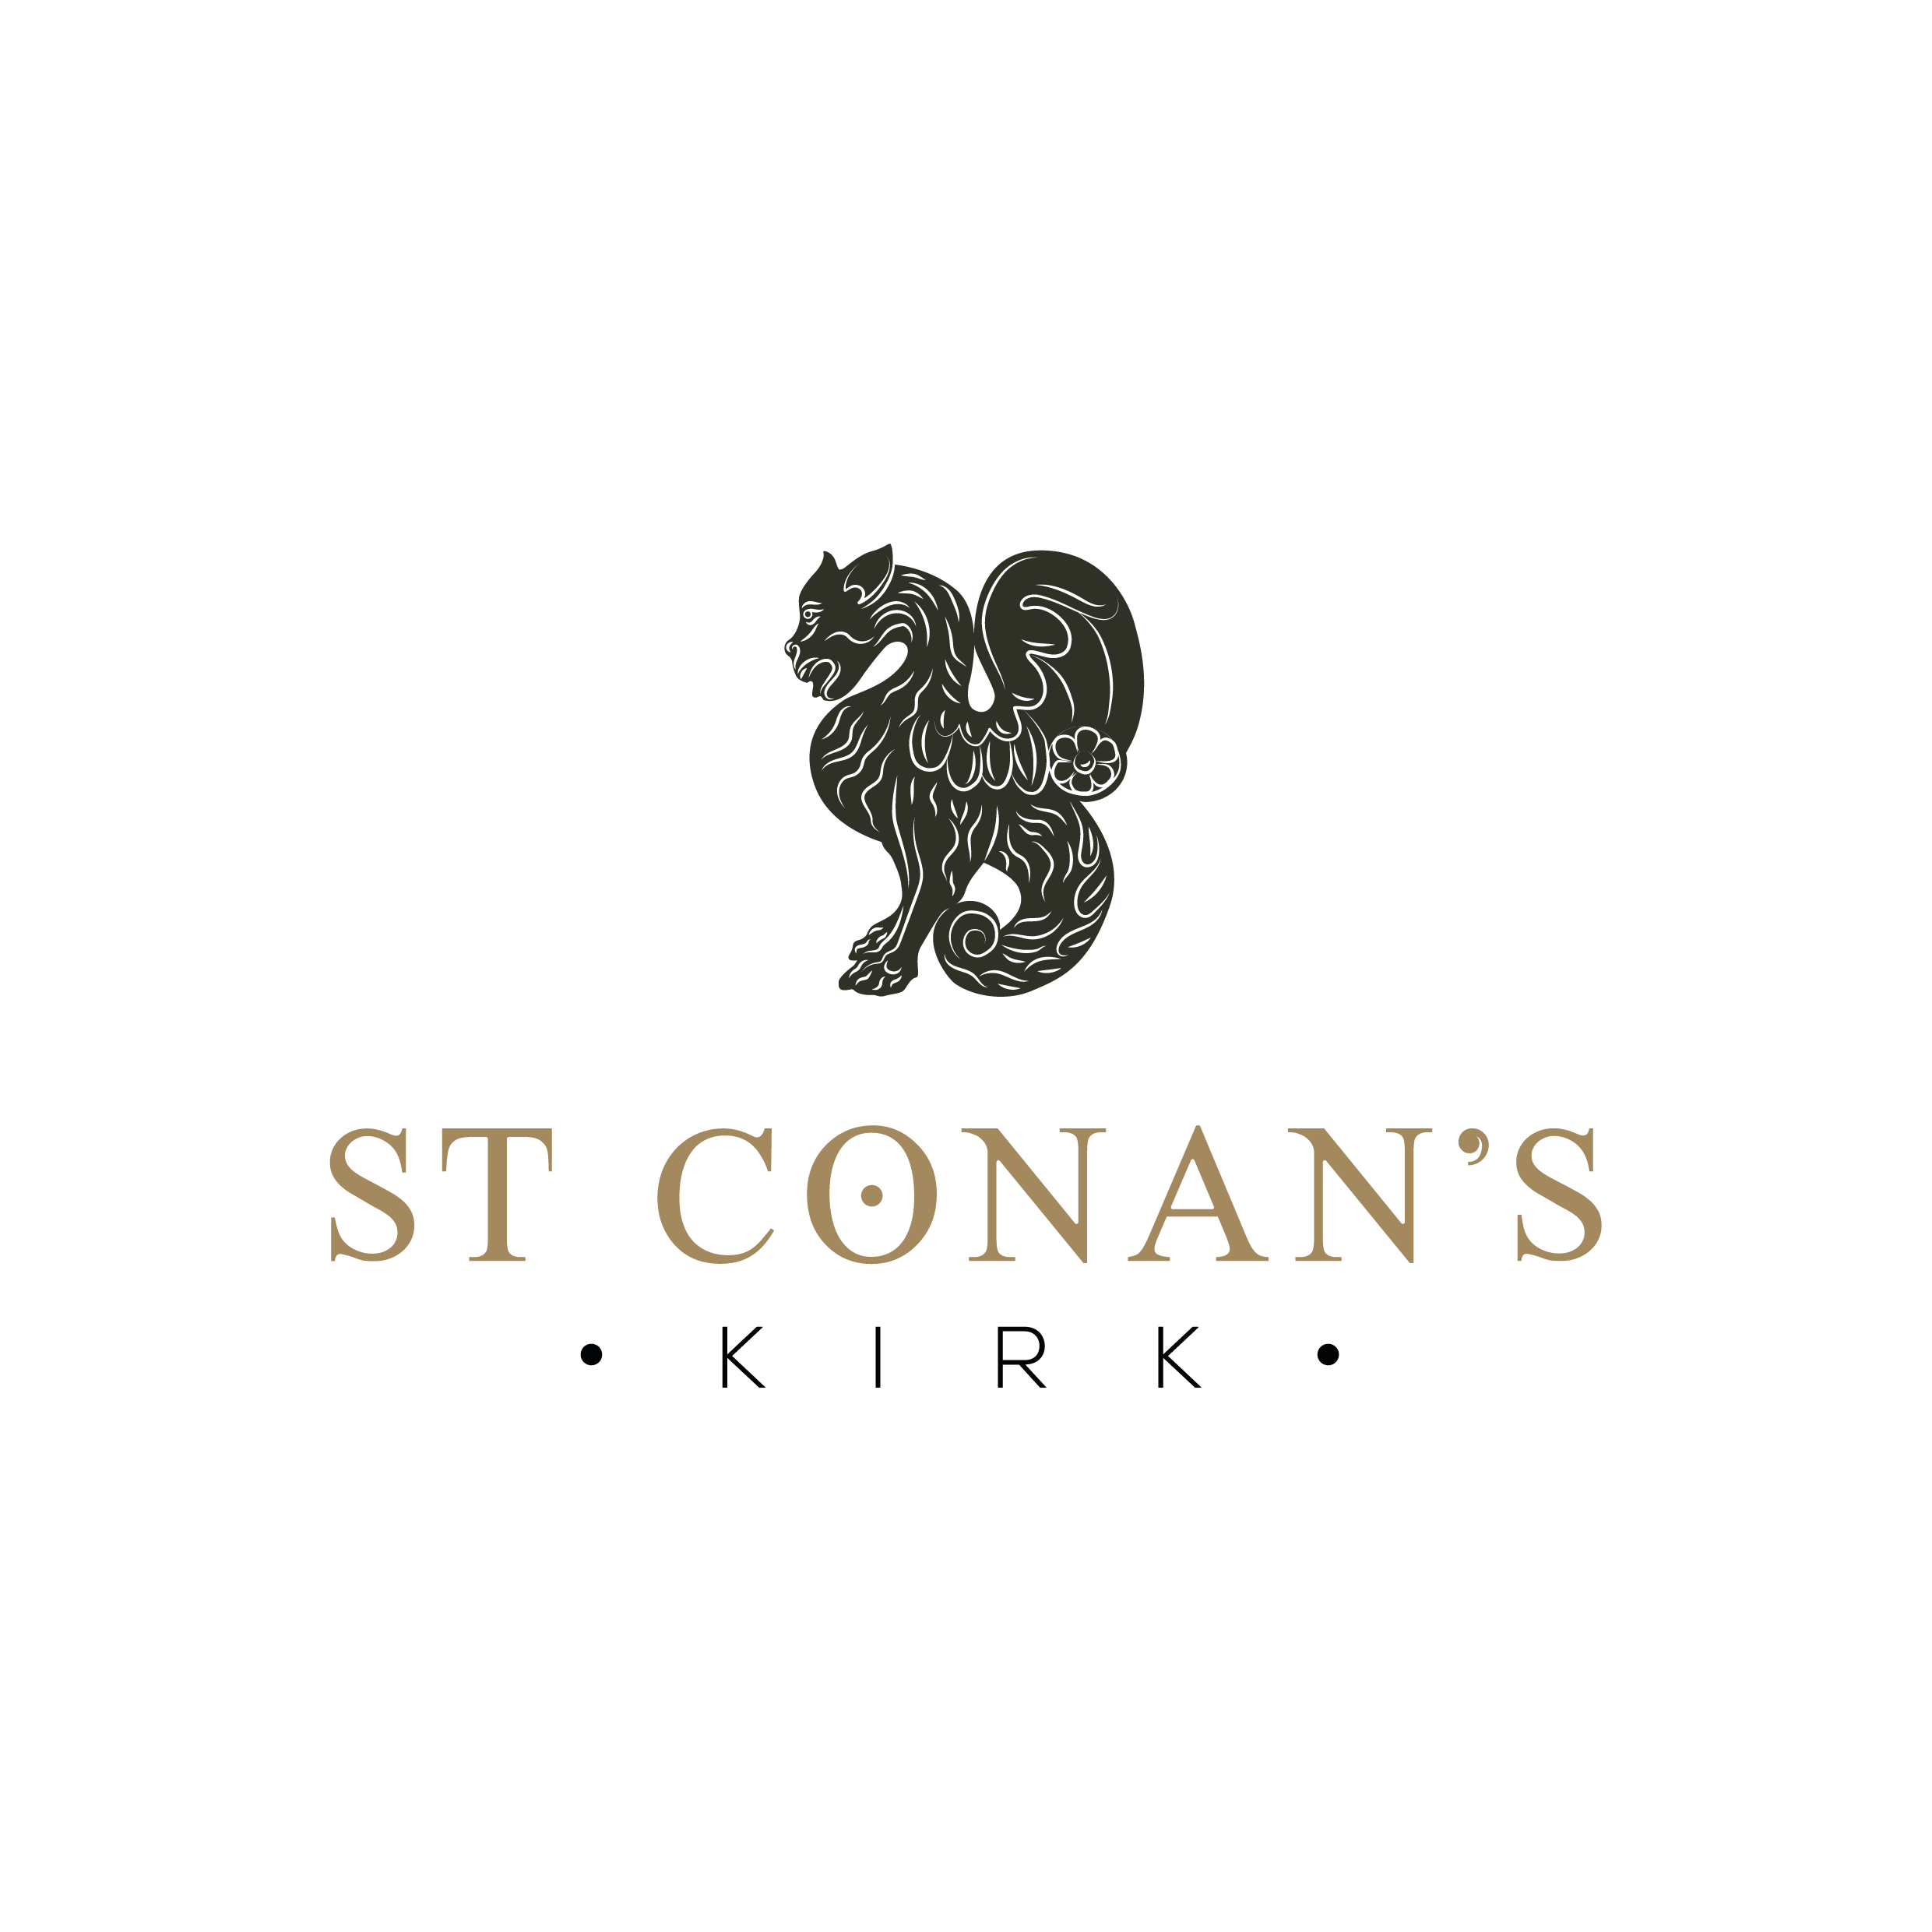 ST CONAN’S
• KIRK •